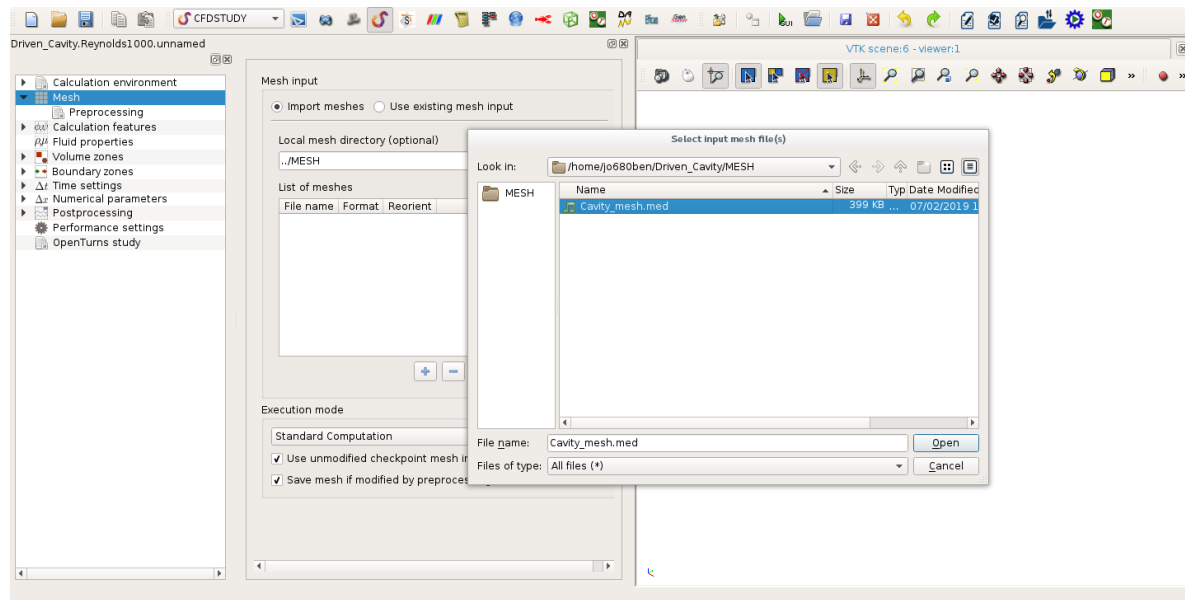 CFDSTUDY
Driven_Cavity.Reynolds1000.unnamed
VTK scene:6 - viewer:1
Calculation environment
Mesh
Preprocessing
Calculation features
Fluid properties
Volume zones
Boundary zones
Δt Time settings
Δx Numerical parameters
Postprocessing
Performance settings
OpenTurns study
Mesh input
Import meshes Use existing mesh input
Local mesh directory (optional)
../MESH
List of meshes
File name Format Reorient
Execution mode
Standard Computation
Use unmodified checkpoint mesh i
Save mesh if modified by preproces
Select input mesh file(s)
Look in: /home/jo680ben/Driven_Cavity/MESH
MESH
Name Size Typ Date Modified
Cavity_mesh.med 399 KB ... 07/02/2019 1
File name: Cavity_mesh.med Open
Files of type: All files (*) Cancel